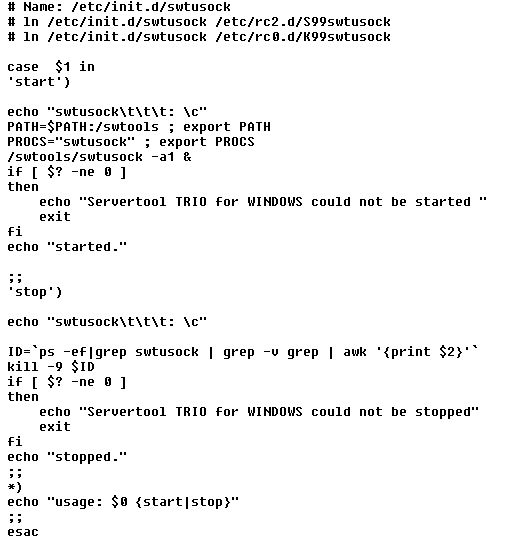 # Name: /etc/init.d/swtusock
# ln /etc/init.d/swtusock /etc/rc2.d/S99swtusock
# ln /etc/init.d/swtusock /etc/rc0.d/K99swtusock
case  $1 in
'start')
echo "swtusock\t\t\t: \c"
PATH=$PATH:/swtools ; export PATH
PROCS="swtusock" ; export PROCS
/swtools/swtusock -a1 &
if [ $? -ne 0 ]
then
    echo "Servertool TRIO for WINDOWS could not be started "
    exit
fi
echo "started."
;;
'stop')
echo "swtusock\t\t\t: \c"
ID=`ps -ef|grep swtusock | grep -v grep | awk '{print $2}'`
kill -9 $ID
if [ $? -ne 0 ]
then
    echo "Servertool TRIO for WINDOWS could not be stopped"
    exit
fi
echo "stopped."
;;
*)
echo "usage: $0 {start|stop}"
;;
esac